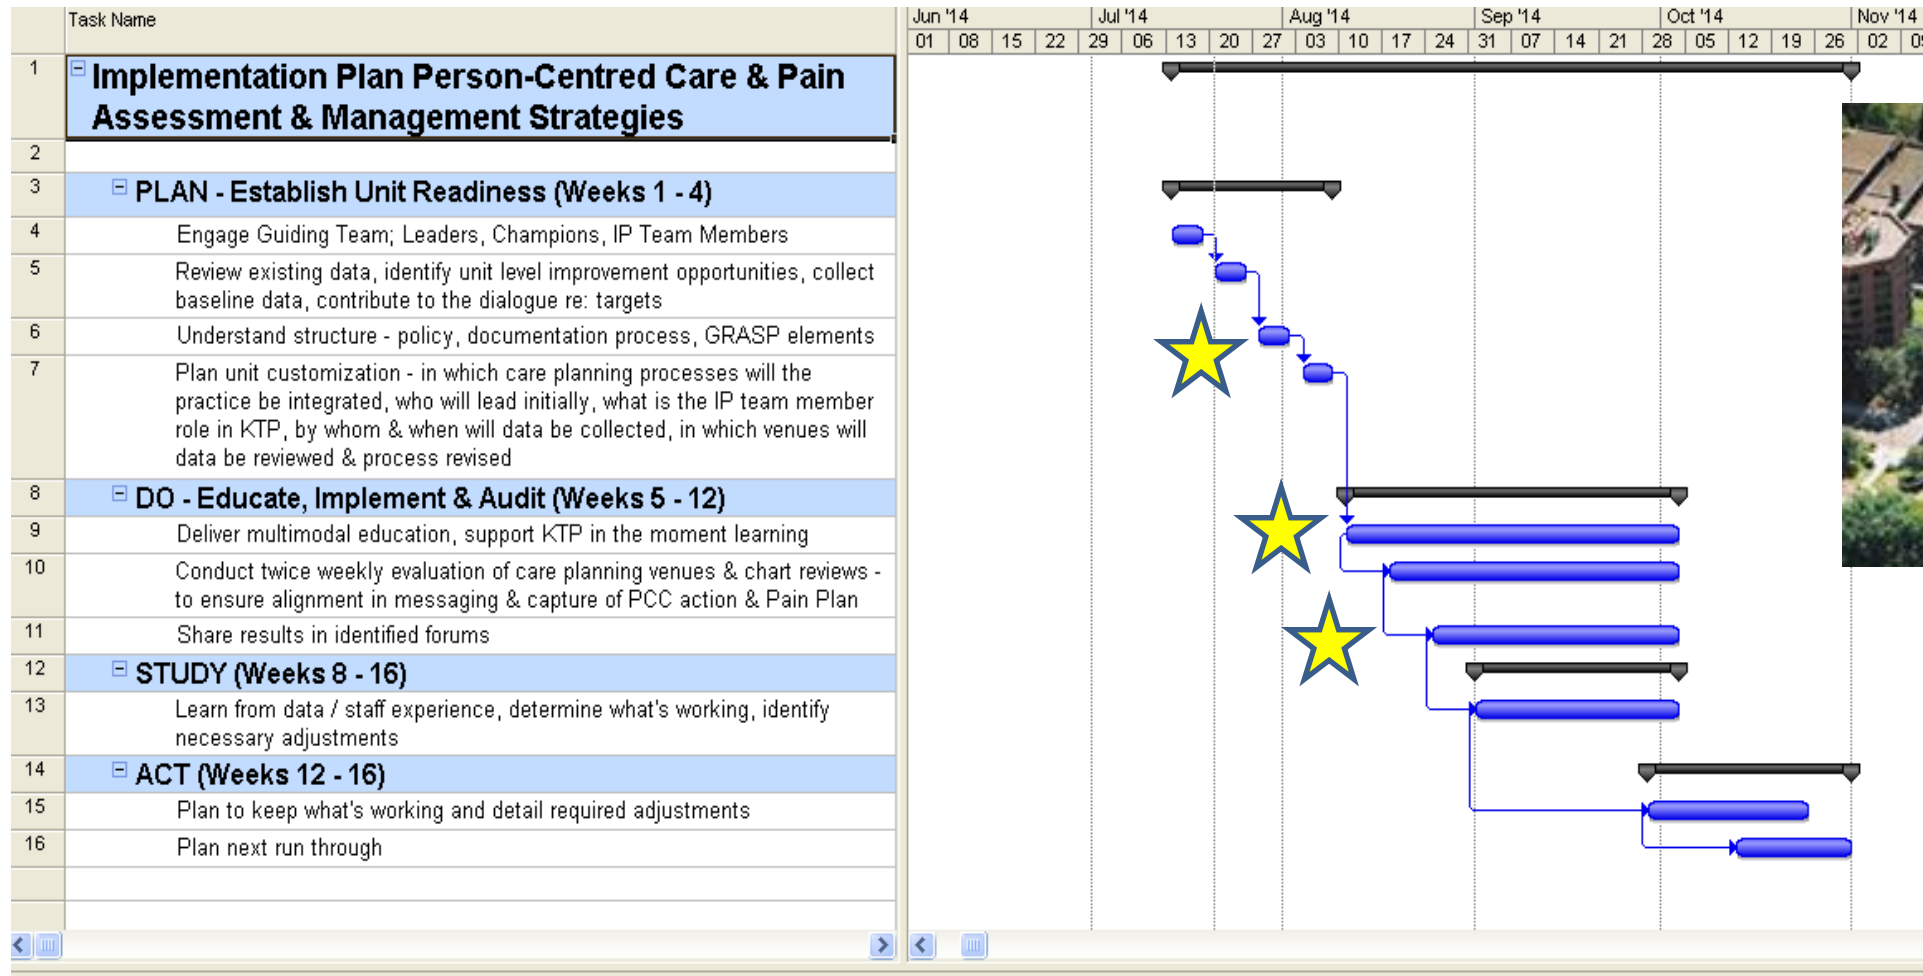 Task Name
Jun '14 Jul '14 Aug '14 Sep '14 Oct '14 Nov '14
01 08 15 22 29 06 13 20 27 03 10 17 24 31 07 14 21 28 05 12 19 26 02
1 Implementation Plan Person-Centred Care & Pain
Assessment & Management Strategies
2
3 PLAN - Establish Unit Readiness (Weeks 1 - 4)
4 Engage Guiding Team; Leaders, Champions, IP Team Members
5 Review existing data, identify unit level improvement opportunities, collect
baseline data, contribute to the dialogue re: targets
6 Understand structure - policy, documentation process, GRASP elements
7 Plan unit customization - in which care planning processes will the
practice be integrated, who will lead initially, what is the IP team member
role in KTP, by whom & when will data be collected, in which venues will
data be reviewed & process revised
8 DO - Educate, Implement & Audit (Weeks 5 - 12)
9 Deliver multimodal education, support KTP in the moment learning
10 Conduct twice weekly evaluation of care planning venues & chart reviews -
to ensure alignment in messaging & capture of PCC action & Pain Plan
11 Share results in identified forums
12 STUDY (Weeks 8 - 16)
13 Learn from data / staff experience, determine what's working, identify
necessary adjustments
14 ACT (Weeks 12 - 16)
15 Plan to keep what's working and detail required adjustments
16 Plan next run through